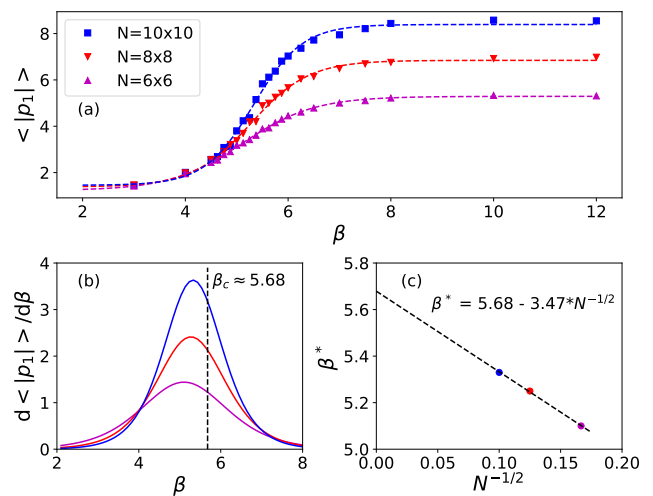 N=10x10
N=8x8
N=6x6
(a)
< |p₁| >
8
6
4
2
2 4 6 8 10 12
β
(b)
β_c ≈ 5.68
d < |p₁| > /dβ
4
3
2
1
0
2 4 6 8
β
(c)
β* = 5.68 - 3.47*N^{-1/2}
β*
5.8
5.6
5.4
5.2
5.0
0.00 0.05 0.10 0.15 0.20
N^{-1/2}